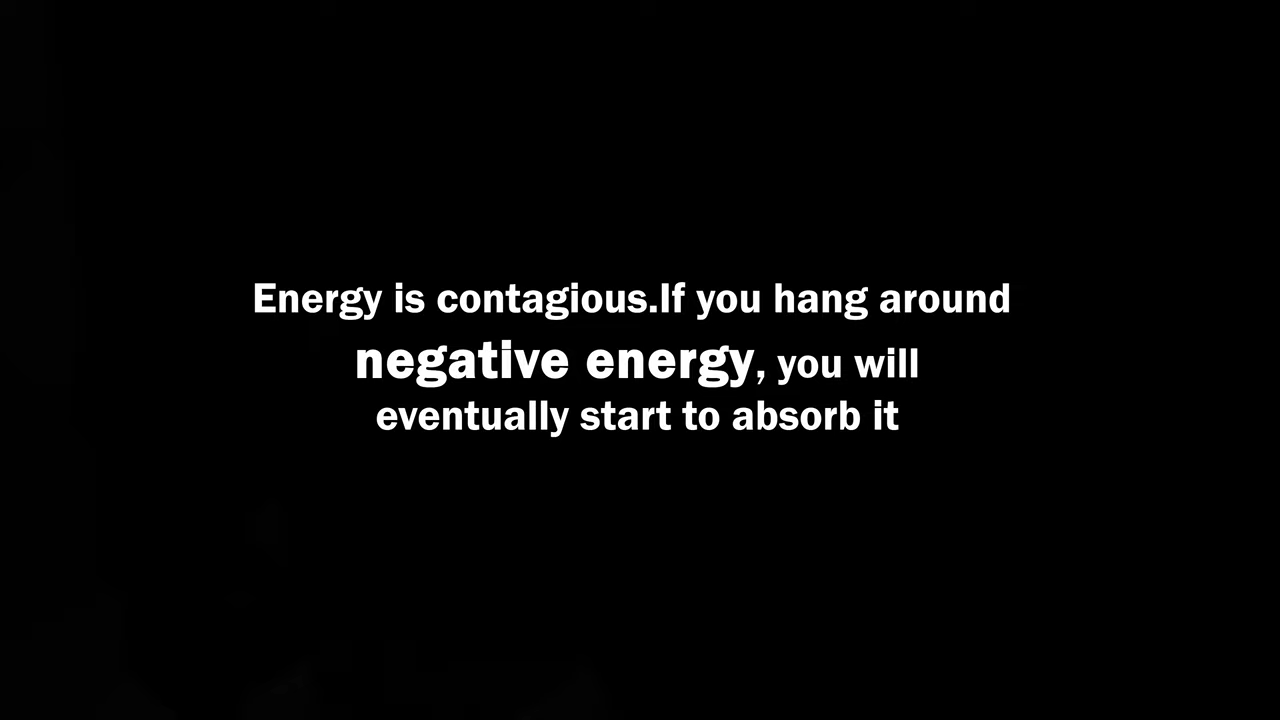 Energy is contagious.If you hang around
negative energy, you will
eventually start to absorb it